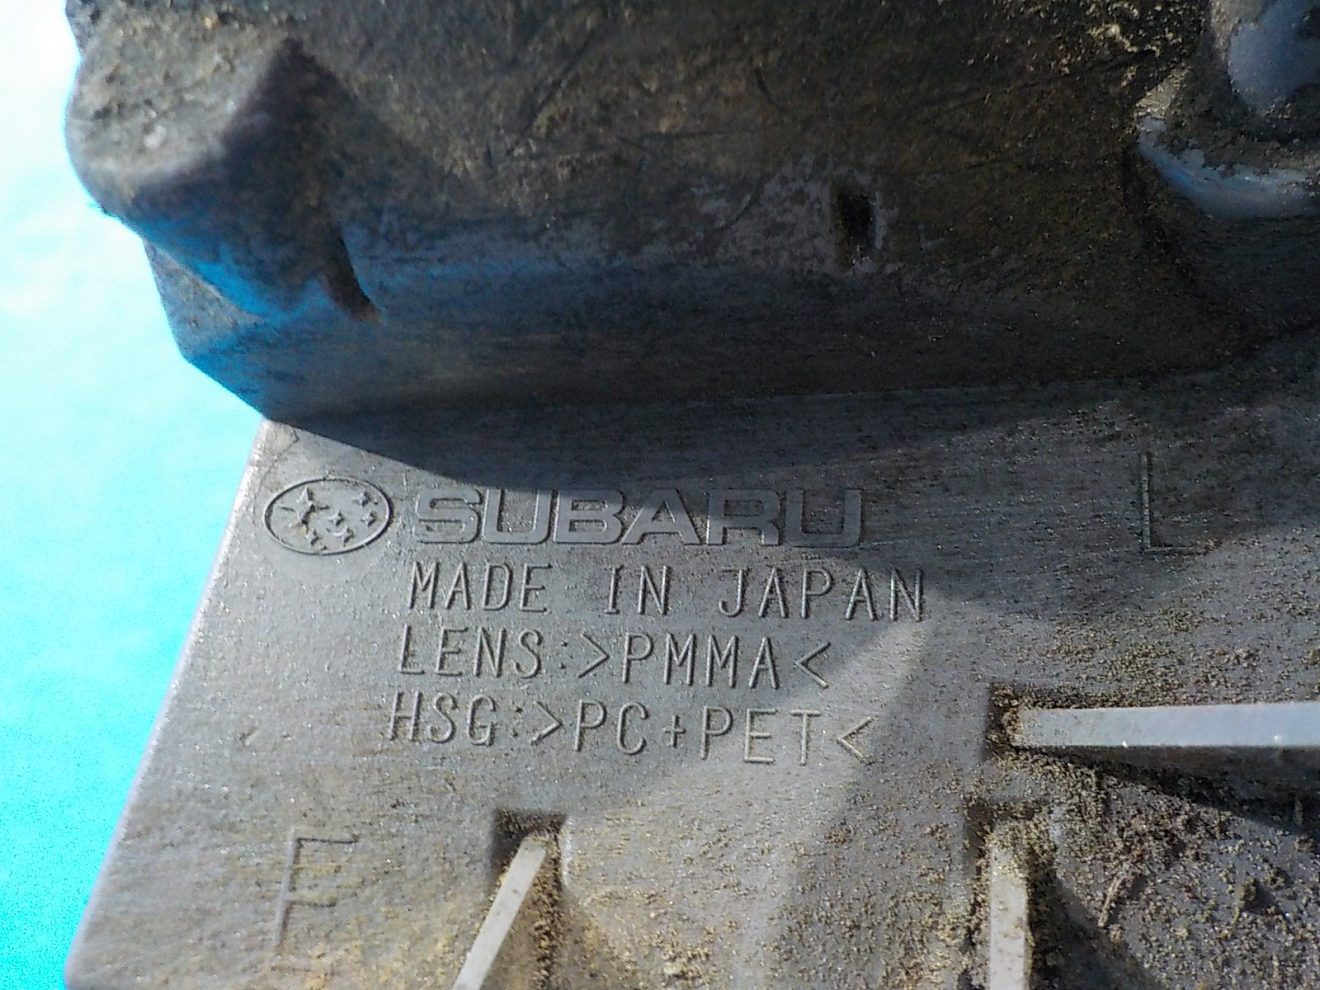 SUBARU
L
MADE IN JAPAN
LENS:>PMMA<
HSG:>PC+PET<